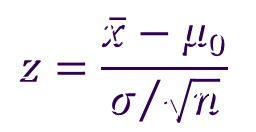 z = (x̄ − μ₀) / (σ/√n)